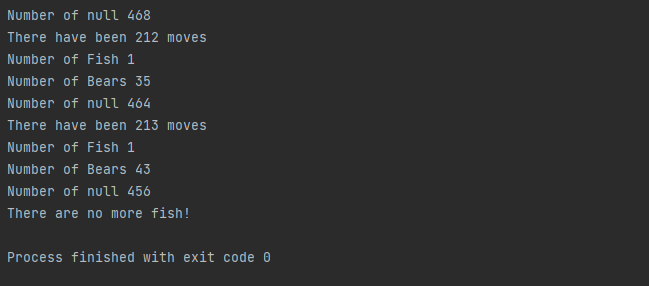 Number of null 468
There have been 212 moves
Number of Fish 1
Number of Bears 35
Number of null 464
There have been 213 moves
Number of Fish 1
Number of Bears 43
Number of null 456
There are no more fish!
Process finished with exit code 0